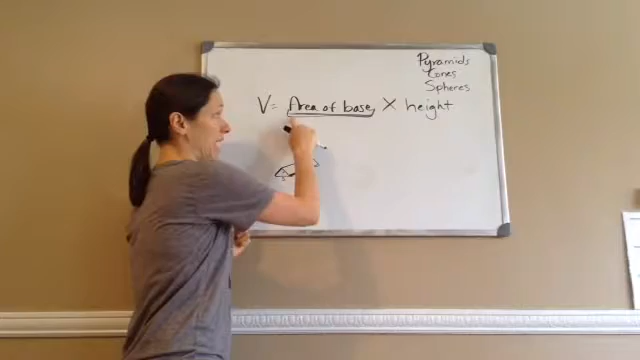 Pyramids
Cones
Spheres
V= Area of base X height